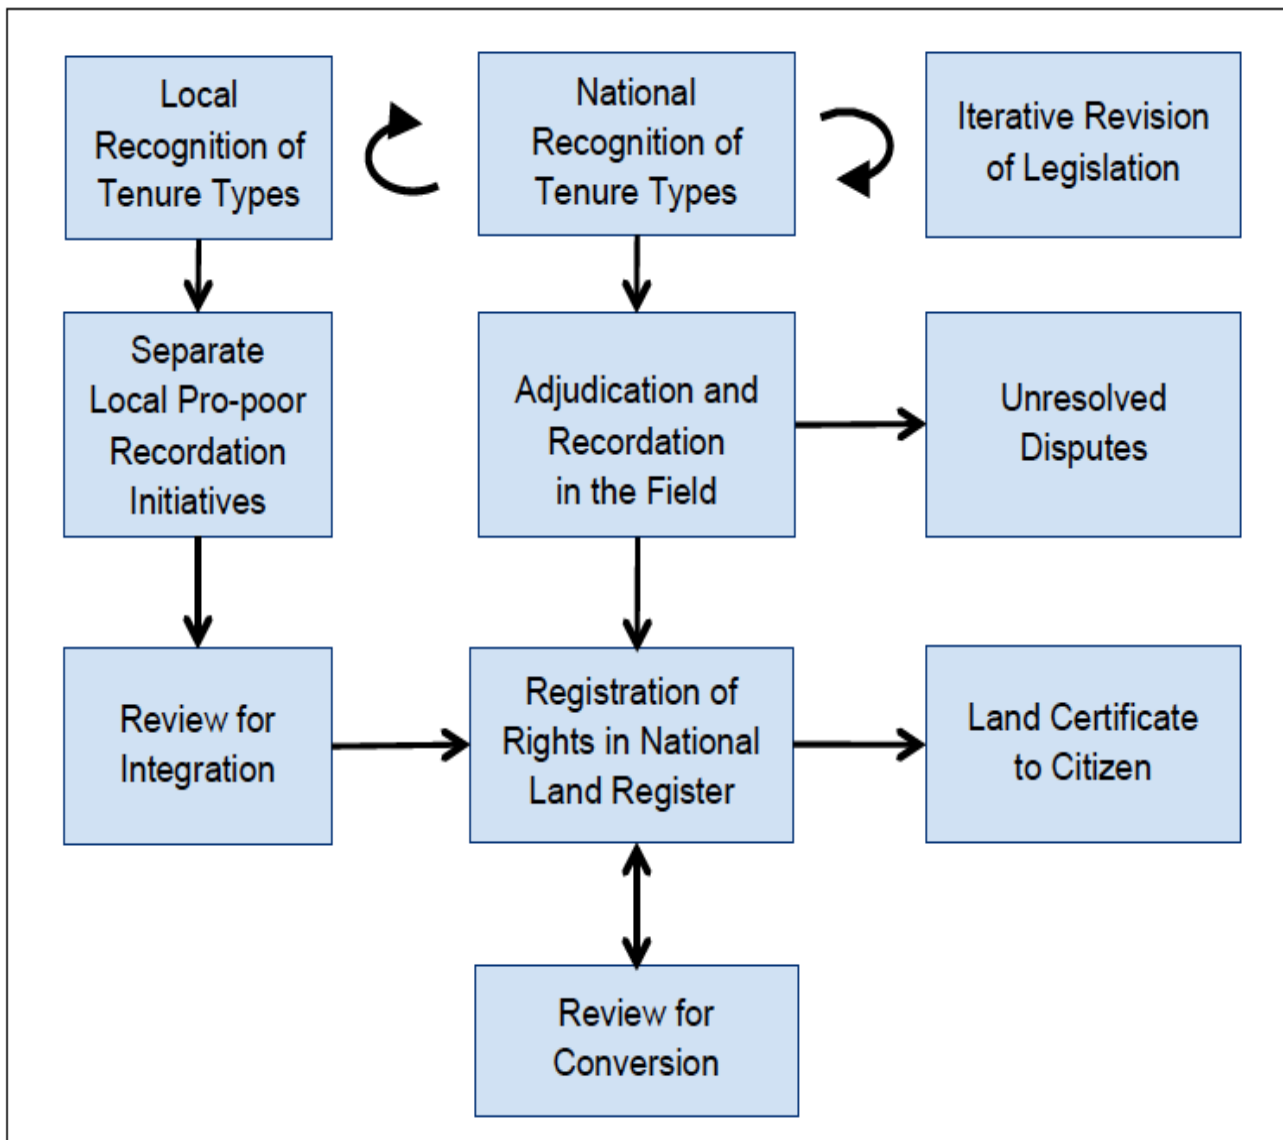 Local
Recognition of
Tenure Types
National
Recognition of
Tenure Types
Iterative Revision
of Legislation
Separate
Local Pro-poor
Recordation
Initiatives
Adjudication and
Recordation
in the Field
Unresolved
Disputes
Review for
Integration
Registration of
Rights in National
Land Register
Land Certificate
to Citizen
Review for
Conversion